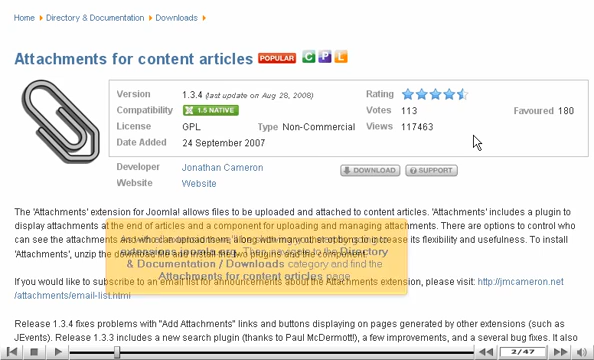 Home Directory & Documentation Downloads
Attachments for content articles POPULAR C P L
Version 1.3.4 (last update on Aug 28, 2008) Rating
Compatibility 1.5 NATIVE Votes 113 Favoured 180
License GPL Type Non-Commercial Views 117463
Date Added 24 September 2007
Developer Jonathan Cameron DOWNLOAD SUPPORT
Website Website
The 'Attachments' extension for Joomla! allows files to be uploaded and attached to content articles. 'Attachments' includes a plugin to
display attachments at the end of articles and a component for uploading and managing attachments. There are options to control who
can see the attachments and who can upload them, along with many other options to increase its flexibility and usefulness. To install
'Attachments', unzip the download file and install the two plugins and the component.
& Documentation / Downloads category and find the
Attachments for content articles page.
If you would like to subscribe to an email list for announcements about the Attachments extension, please visit: http://jmcameron.net
/attachments/email-list.html
Release 1.3.4 fixes problems with "Add Attachments" links and buttons displaying on pages generated by other extensions (such as
JEvents). Release 1.3.3 includes a new search plugin (thanks to Paul McDermott!), a few improvements, and a several bug fixes. It also
2/47